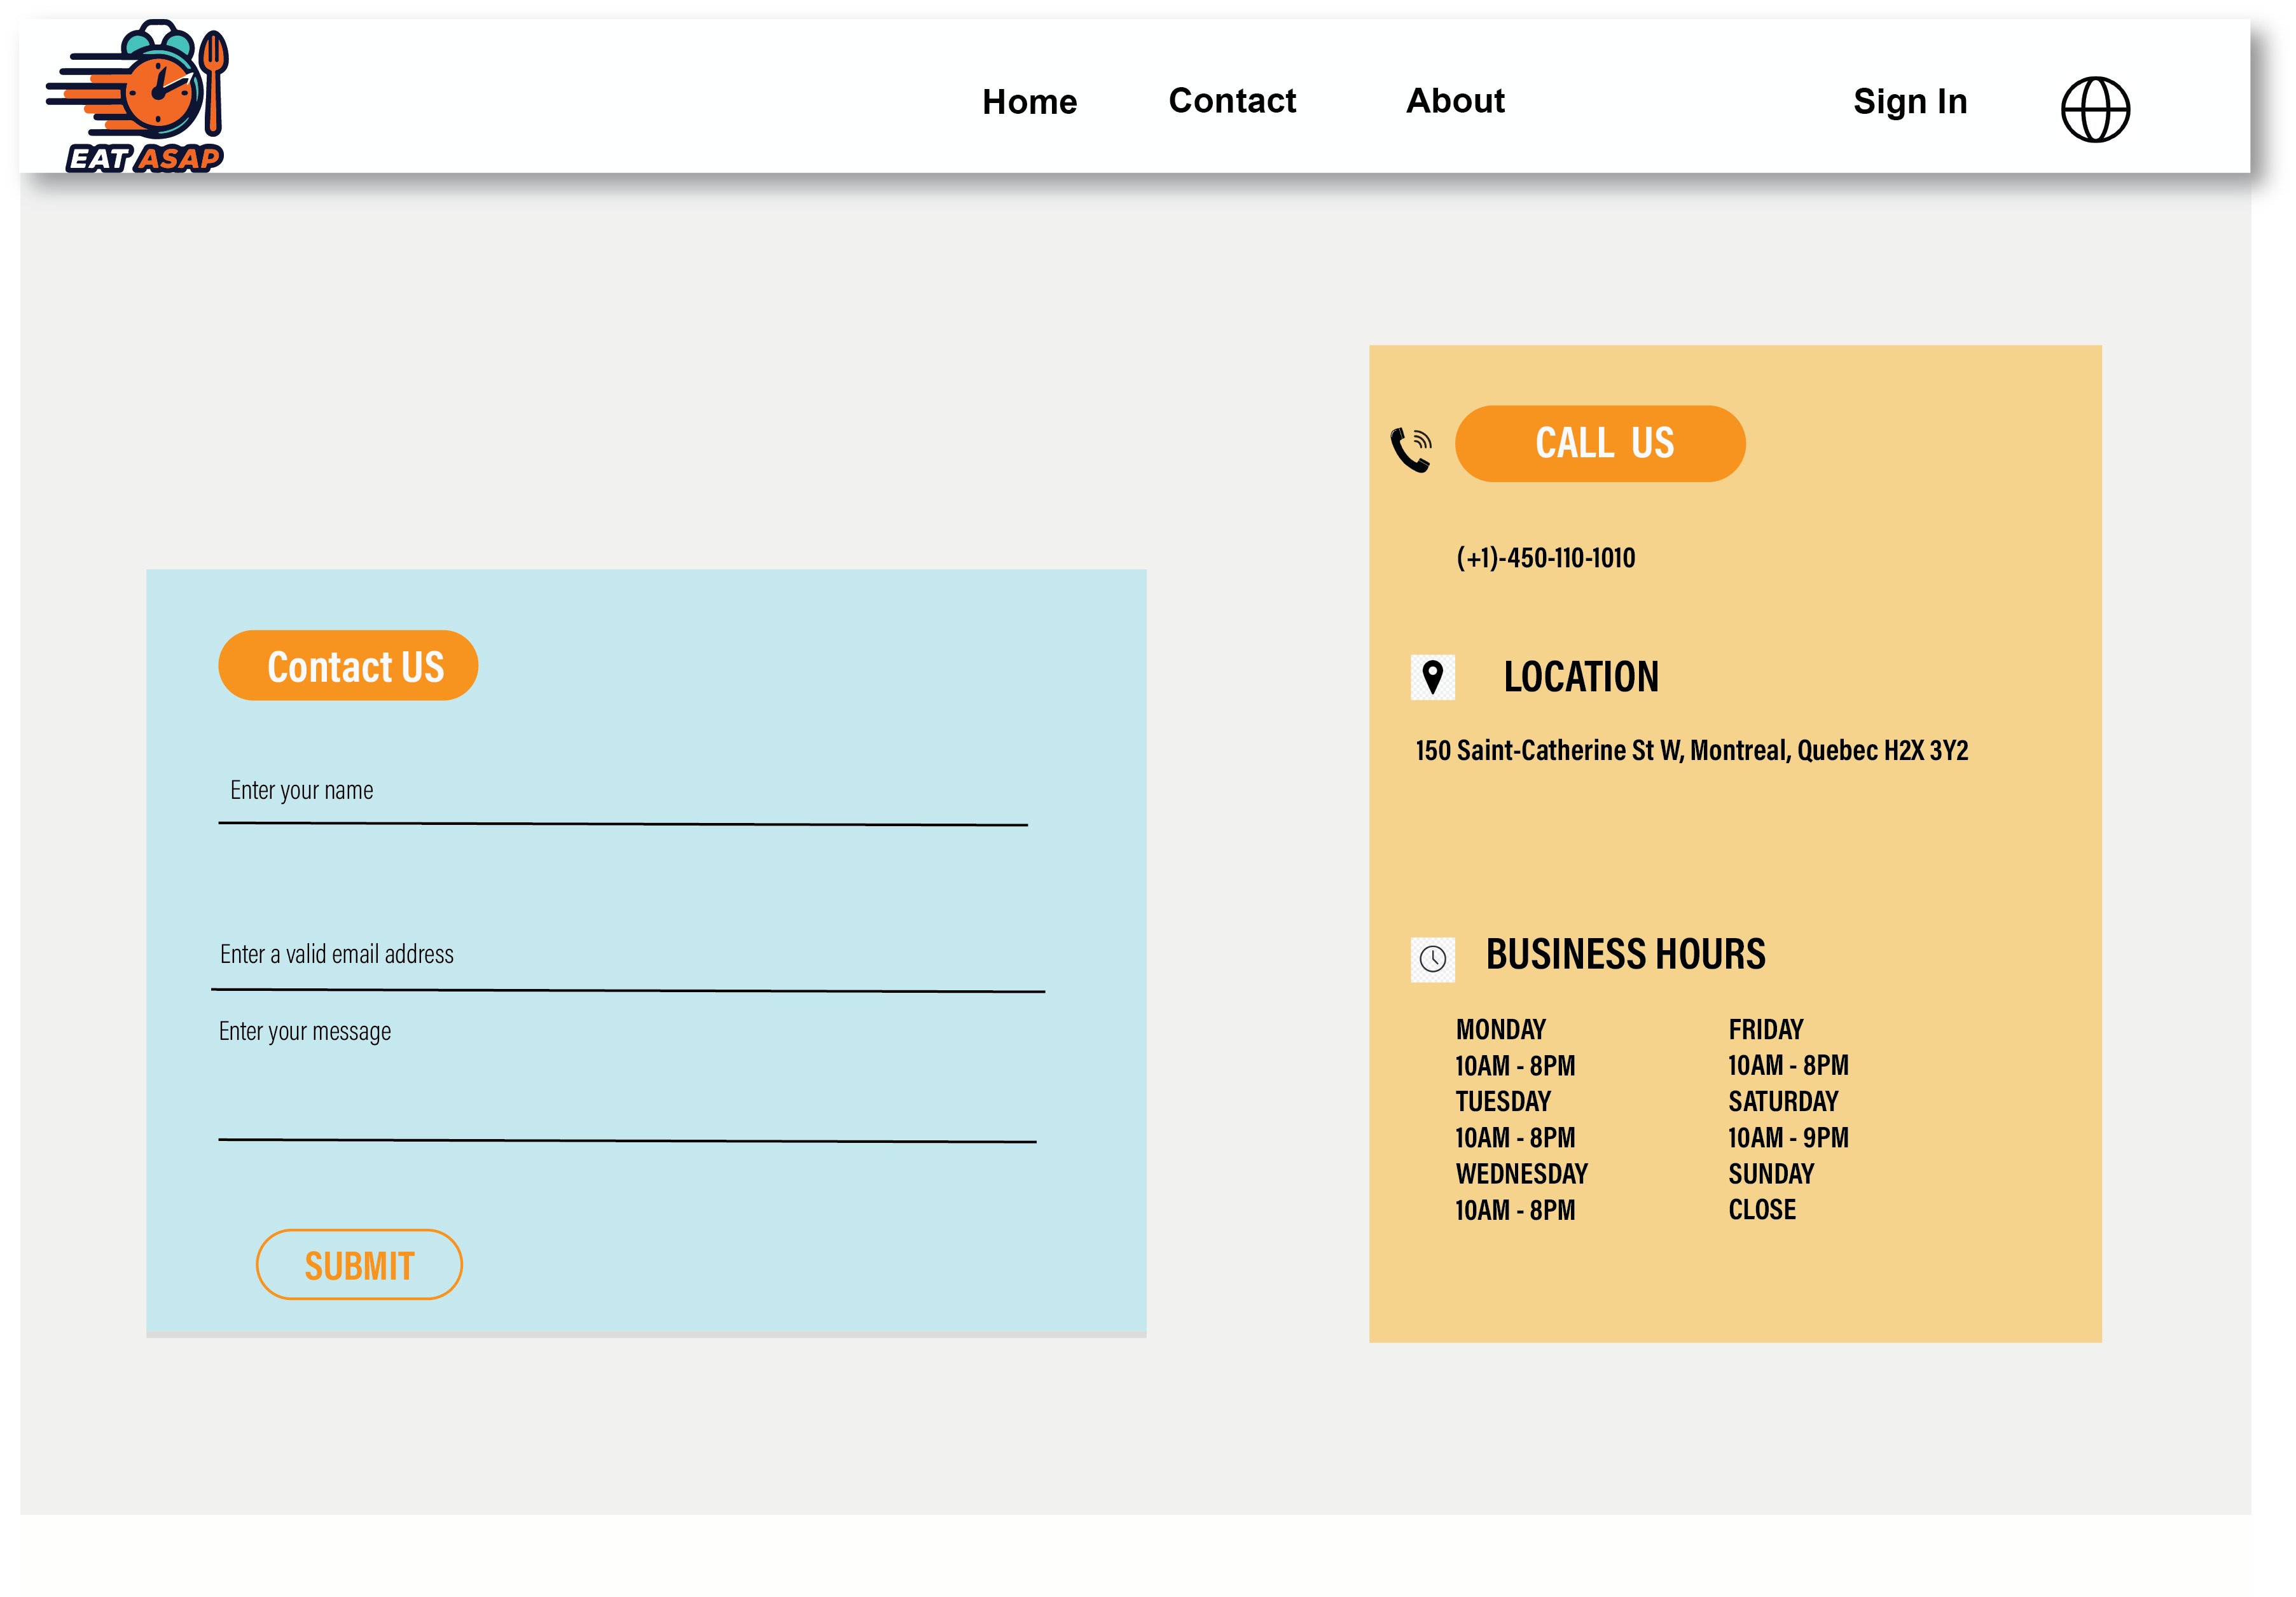 EAT ASAP
Home
Contact
About
Sign In
CALL US
(+1)-450-110-1010
LOCATION
150 Saint-Catherine St W, Montreal, Quebec H2X 3Y2
BUSINESS HOURS
MONDAY
10AM - 8PM
TUESDAY
10AM - 8PM
WEDNESDAY
10AM - 8PM
FRIDAY
10AM - 8PM
SATURDAY
10AM - 9PM
SUNDAY
CLOSE
Contact US
Enter your name
Enter a valid email address
Enter your message
SUBMIT